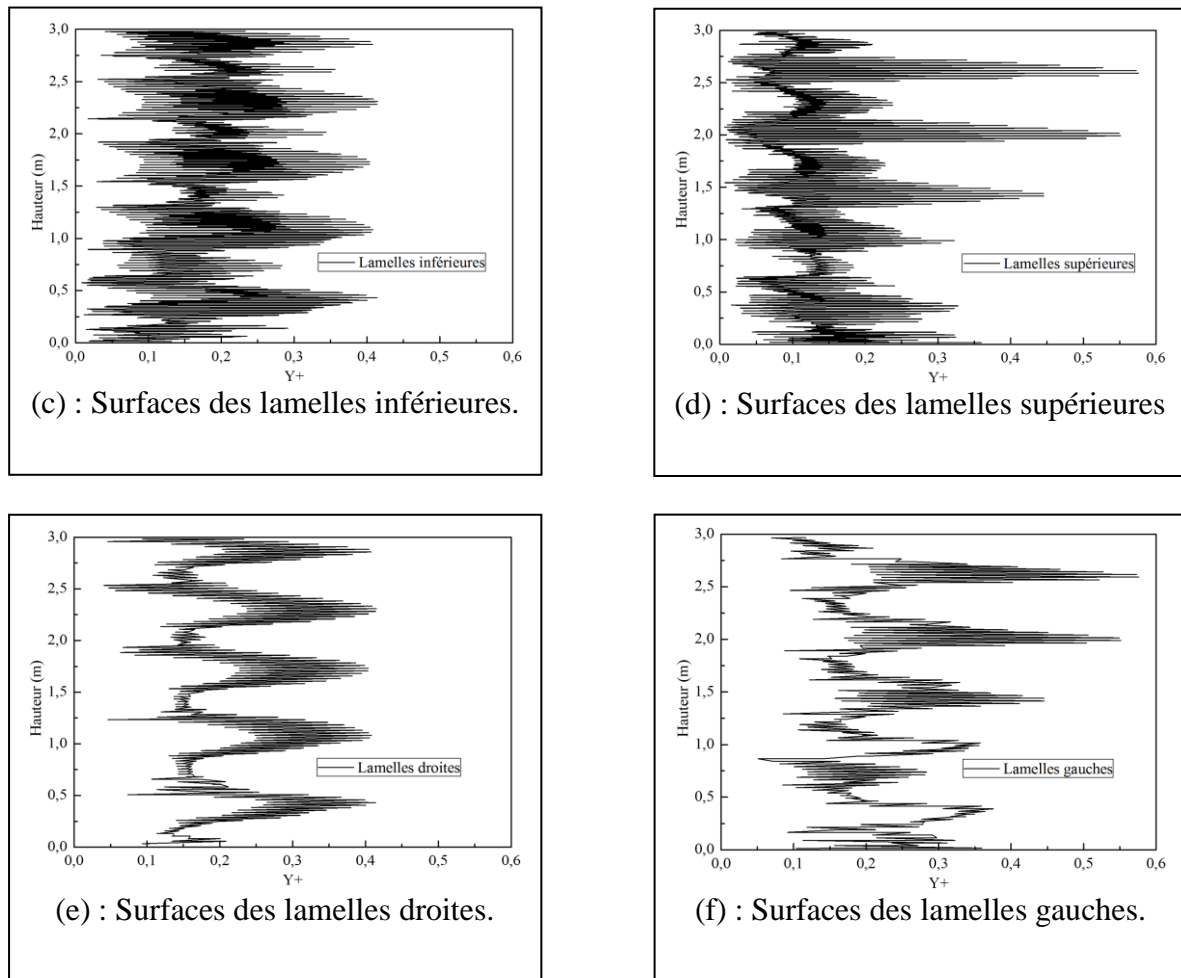 3,0
2,5
2,0
1,5
1,0
0,5
0,0
Hauteur (m)
Lamelles inférieures
0,0 0,1 0,2 0,3 0,4 0,5 0,6
Y+
(c) : Surfaces des lamelles inférieures.
3,0
2,5
2,0
1,5
1,0
0,5
0,0
Hauteur (m)
Lamelles supérieures
0,0 0,1 0,2 0,3 0,4 0,5 0,6
Y+
(d) : Surfaces des lamelles supérieures
3,0
2,5
2,0
1,5
1,0
0,5
0,0
Hauteur (m)
Lamelles droites
0,0 0,1 0,2 0,3 0,4 0,5 0,6
Y+
(e) : Surfaces des lamelles droites.
3,0
2,5
2,0
1,5
1,0
0,5
0,0
Hauteur (m)
Lamelles gauches
0,0 0,1 0,2 0,3 0,4 0,5 0,6
Y+
(f) : Surfaces des lamelles gauches.